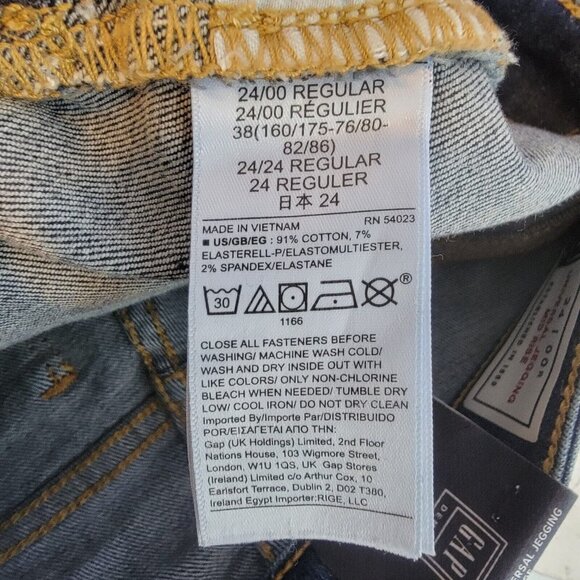 24/00 REGULAR
24/00 RÉGULIER
38(160/175-76/80-
82/86)
24/24 REGULAR
24 REGULER
日本 24
MADE IN VIETNAM RN 54023
■ US/GB/EG : 91% COTTON, 7%
ELASTERELL-P/ELASTOMULTIESTER,
2% SPANDEX/ELASTANE
30
®
1166
CLOSE ALL FASTENERS BEFORE
WASHING/ MACHINE WASH COLD/
WASH AND DRY INSIDE OUT WITH
LIKE COLORS/ ONLY NON-CHLORINE
BLEACH WHEN NEEDED/ TUMBLE DRY
LOW/ COOL IRON/ DO NOT DRY CLEAN
Imported By/Importe Par/DISTRIBUIDO
POR/ΕΙΣΑΓΕΤΑΙ ΑΠΟ ΤΗΝ:
Gap (UK Holdings) Limited, 2nd Floor
Nations House, 103 Wigmore Street,
London, W1U 1QS, UK Gap Stores
(Ireland) Limited c/o Arthur Cox, 10
Earlsfort Terrace, Dublin 2, D02 T380,
Ireland Egypt Importer:RIGE, LLC
GAP
JEGGING